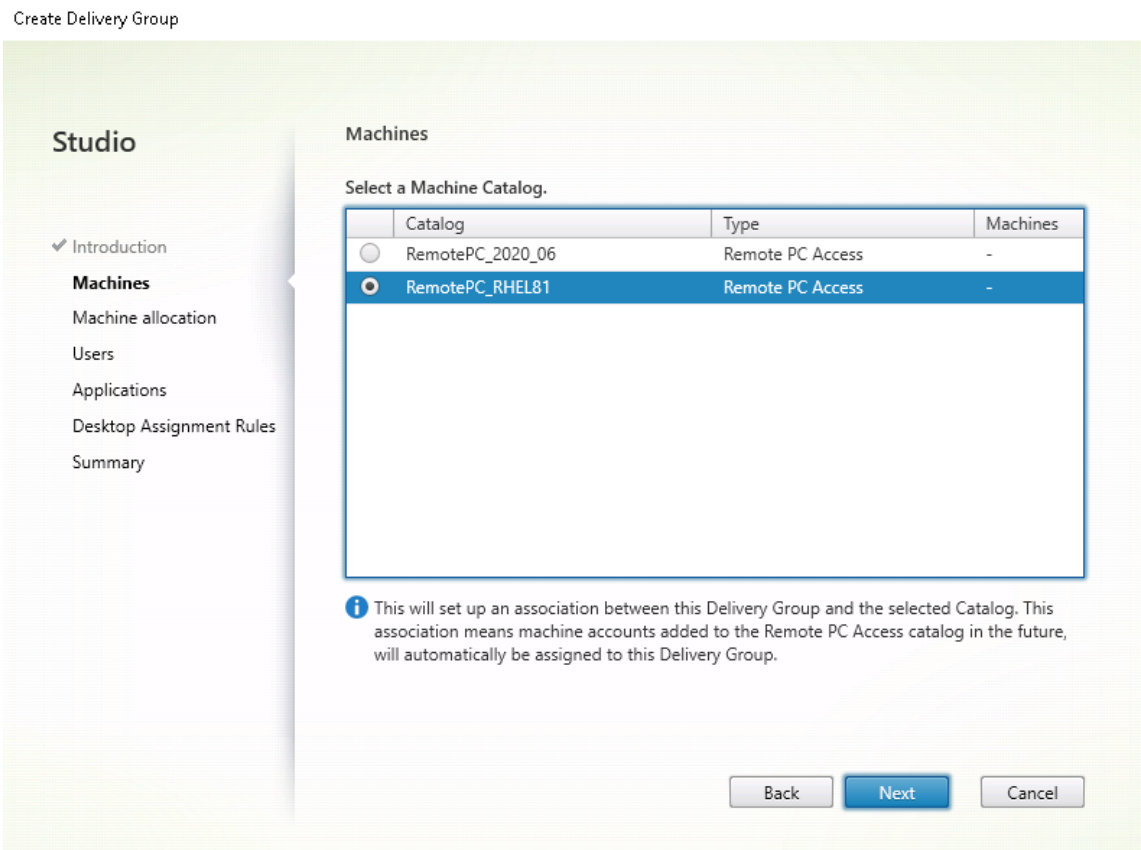 Create Delivery Group
Studio
Introduction
Machines
Machine allocation
Users
Applications
Desktop Assignment Rules
Summary
Machines
Select a Machine Catalog.
Catalog Type Machines
RemotePC_2020_06 Remote PC Access -
RemotePC_RHEL81 Remote PC Access -
This will set up an association between this Delivery Group and the selected Catalog. This
association means machine accounts added to the Remote PC Access catalog in the future,
will automatically be assigned to this Delivery Group.
Back Next Cancel